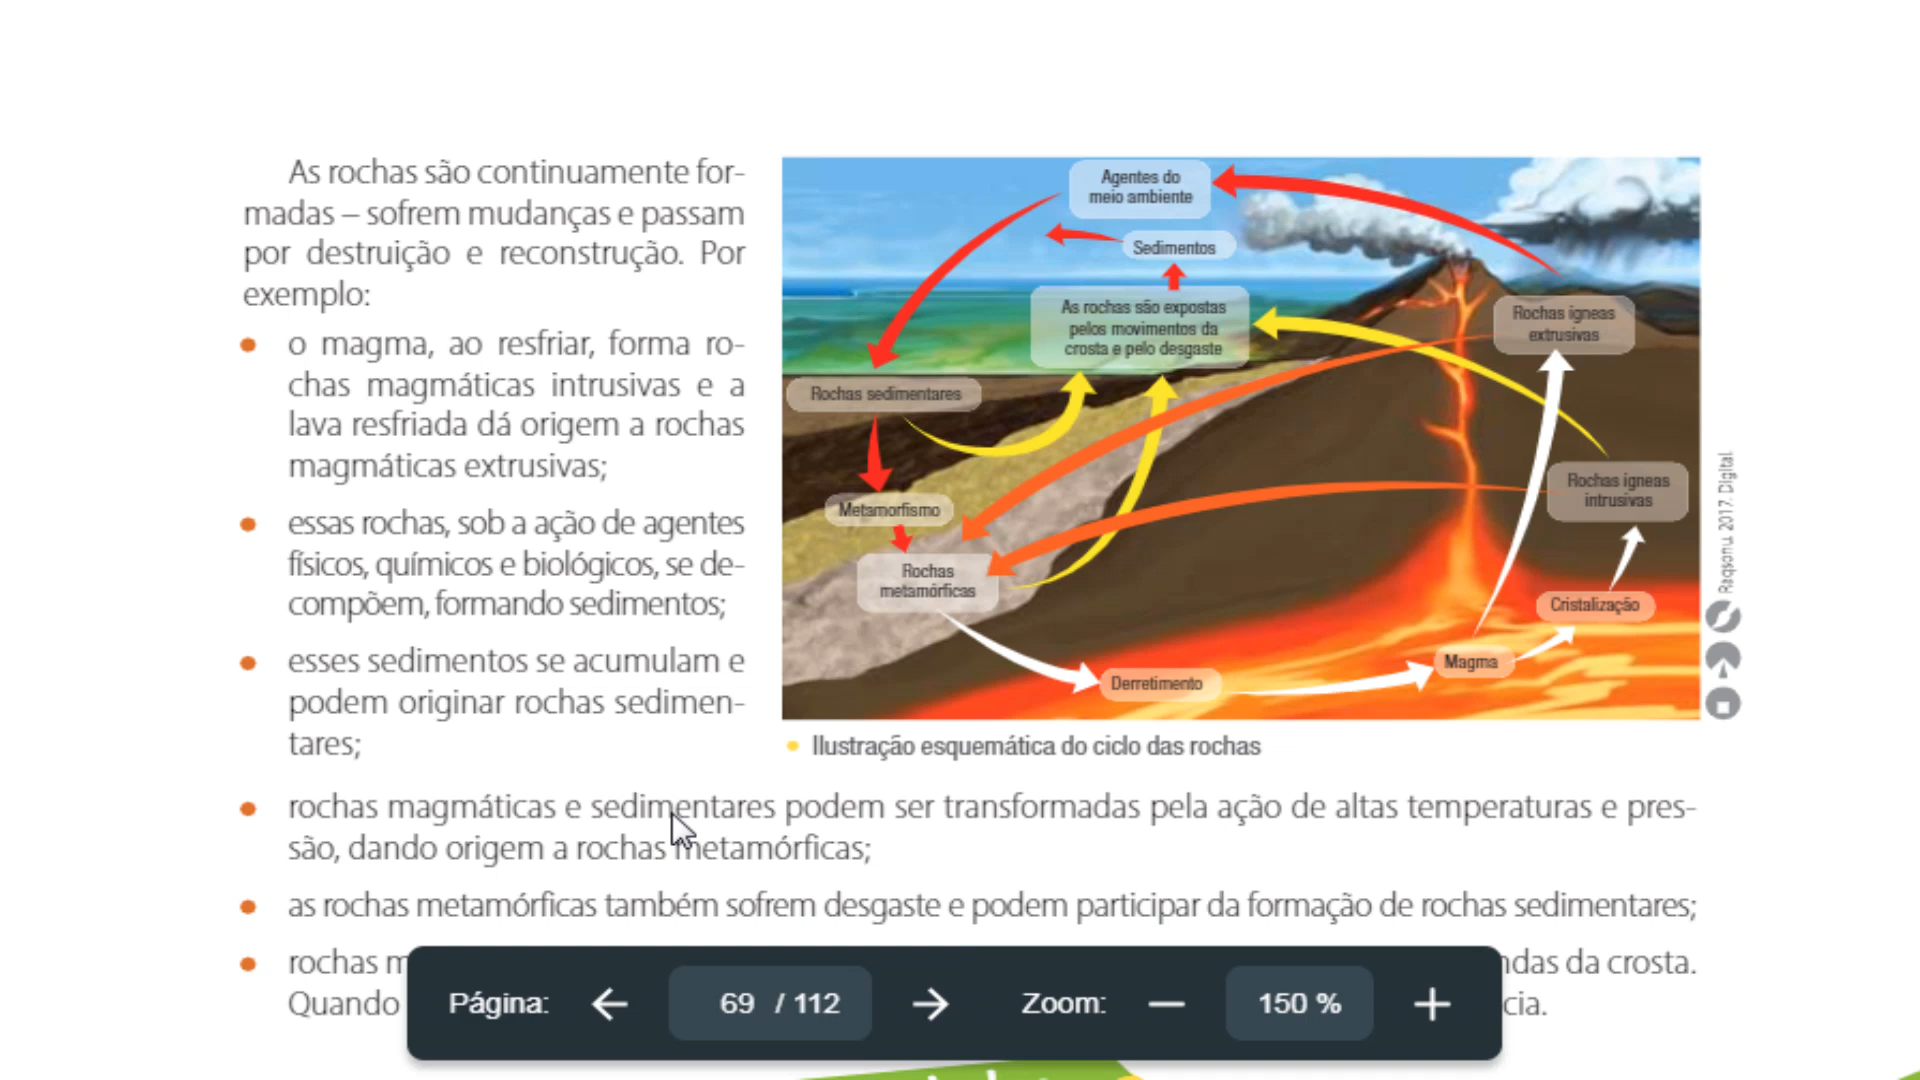 As rochas são continuamente for-
madas – sofrem mudanças e passam
por destruição e reconstrução. Por
exemplo:
o magma, ao resfriar, forma ro-
chas magmáticas intrusivas e a
lava resfriada dá origem a rochas
magmáticas extrusivas;
essas rochas, sob a ação de agentes
físicos, químicos e biológicos, se de-
compõem, formando sedimentos;
esses sedimentos se acumulam e
podem originar rochas sedimen-
tares;
Agentes do
meio ambiente
Sedimentos
As rochas são expostas
pelos movimentos da
crosta e pelo desgaste
Rochas ígneas
extrusivas
Rochas sedimentares
Rochas ígneas
intrusivas
Metamorfismo
Rochas
metamórficas
Cristalização
Magma
Derretimento
Raqsonu. 2017. Digital.
Ilustração esquemática do ciclo das rochas
rochas magmáticas e sedimentares podem ser transformadas pela ação de altas temperaturas e pres-
são, dando origem a rochas metamórficas;
as rochas metamórficas também sofrem desgaste e podem participar da formação de rochas sedimentares;
rochas da crosta.
Quando
Página: 69 / 112 Zoom: 150 %